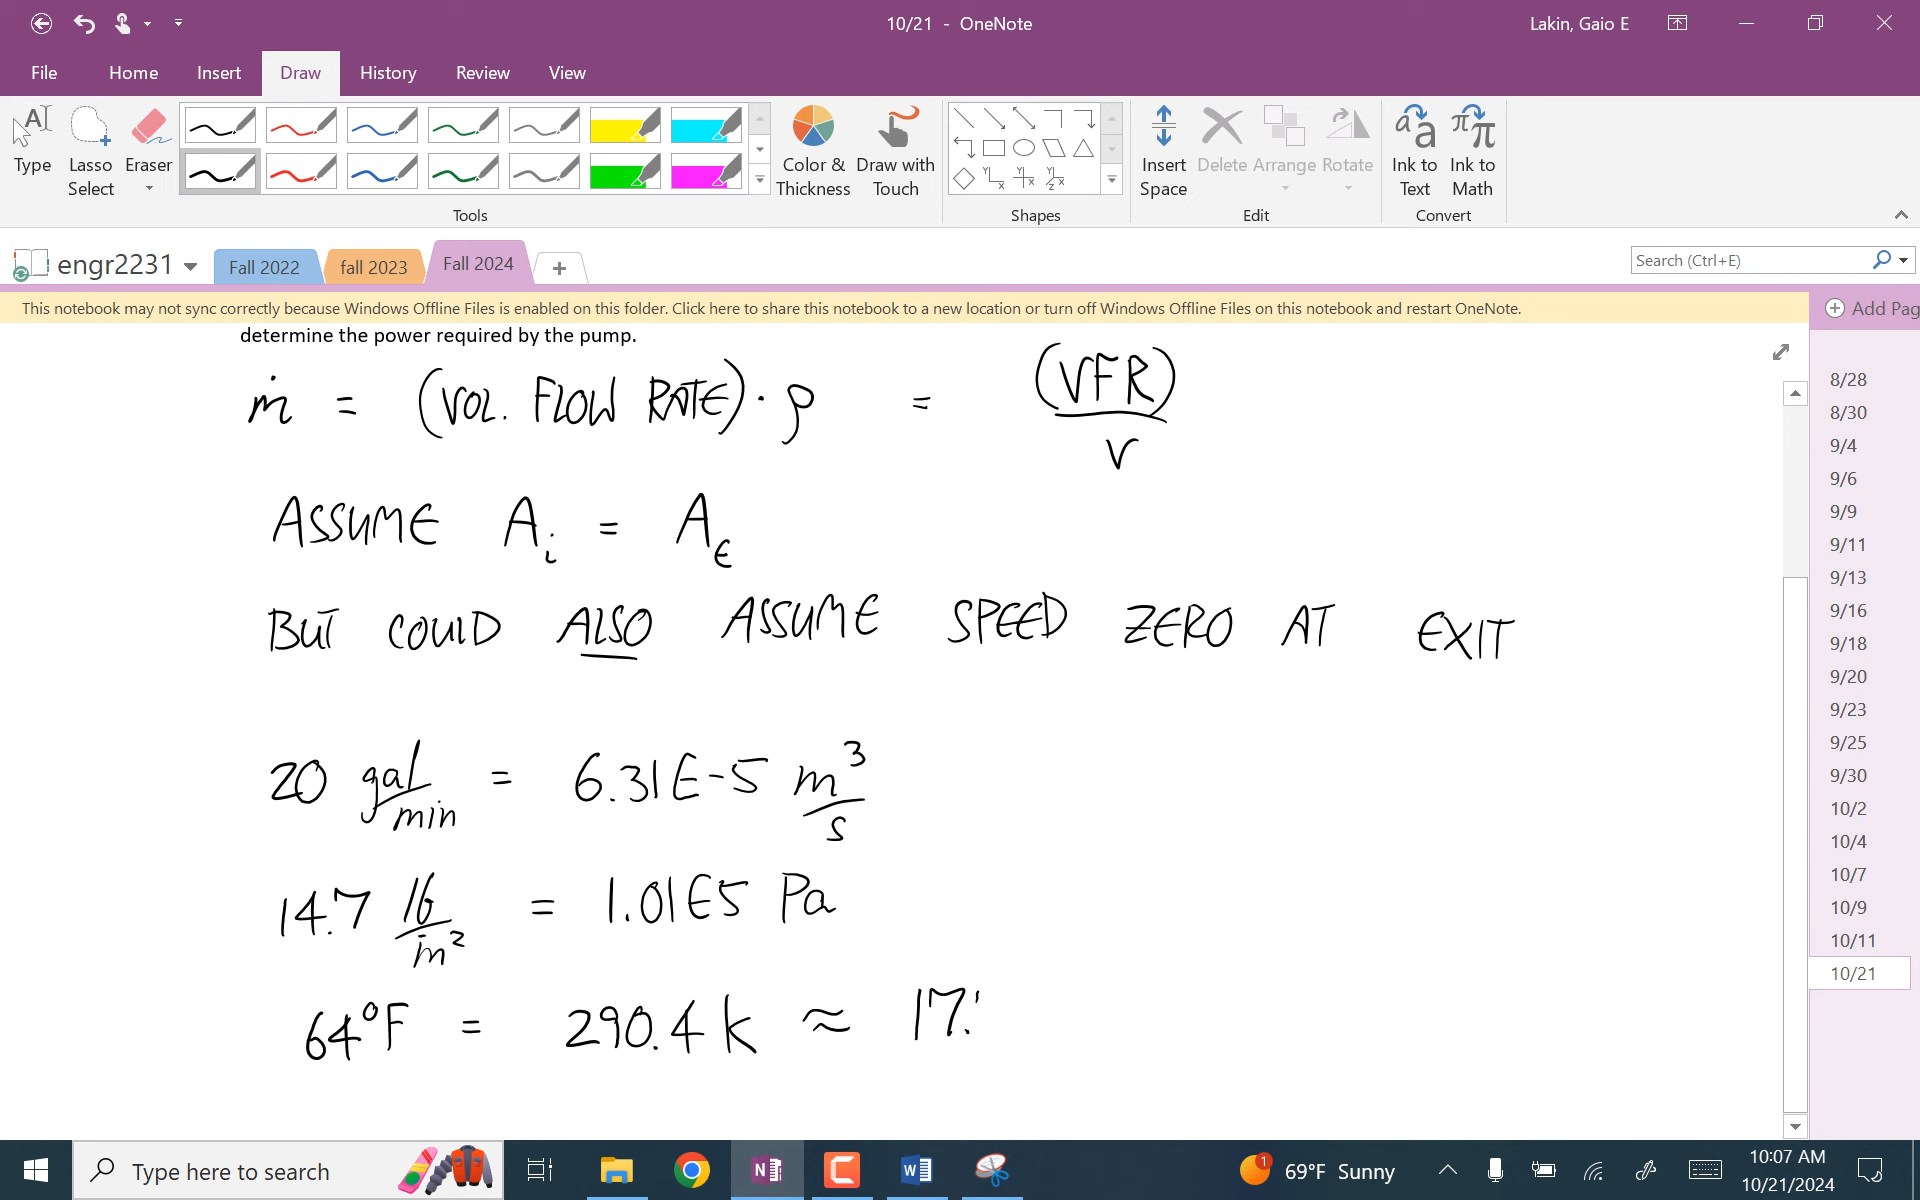 10/21 - OneNote
Lakin, Gaio E
File Home Insert Draw History Review View
Type
Lasso Select
Eraser
Color & Thickness
Draw with Touch
Insert Space
Delete
Arrange
Rotate
Ink to Text
Ink to Math
Tools
Shapes
Edit
Convert
engr2231
Fall 2022
fall 2023
Fall 2024
Search (Ctrl+E)
This notebook may not sync correctly because Windows Offline Files is enabled on this folder. Click here to share this notebook to a new location or turn off Windows Offline Files on this notebook and restart OneNote.
Add Pag
determine the power required by the pump.
ṁ = (VOL. FLOW RATE) · ρ = (VFR)/v
ASSUME A_i = A_E
BUT COULD ALSO ASSUME SPEED ZERO AT EXIT
20 gal/min = 6.31E-5 m³/s
14.7 lb/in² = 1.01E5 Pa
64°F = 290.4 K ≈ 17.
8/28
8/30
9/4
9/6
9/9
9/11
9/13
9/16
9/18
9/20
9/23
9/25
9/30
10/2
10/4
10/7
10/9
10/11
10/21
Type here to search
1
69°F Sunny
10:07 AM
10/21/2024